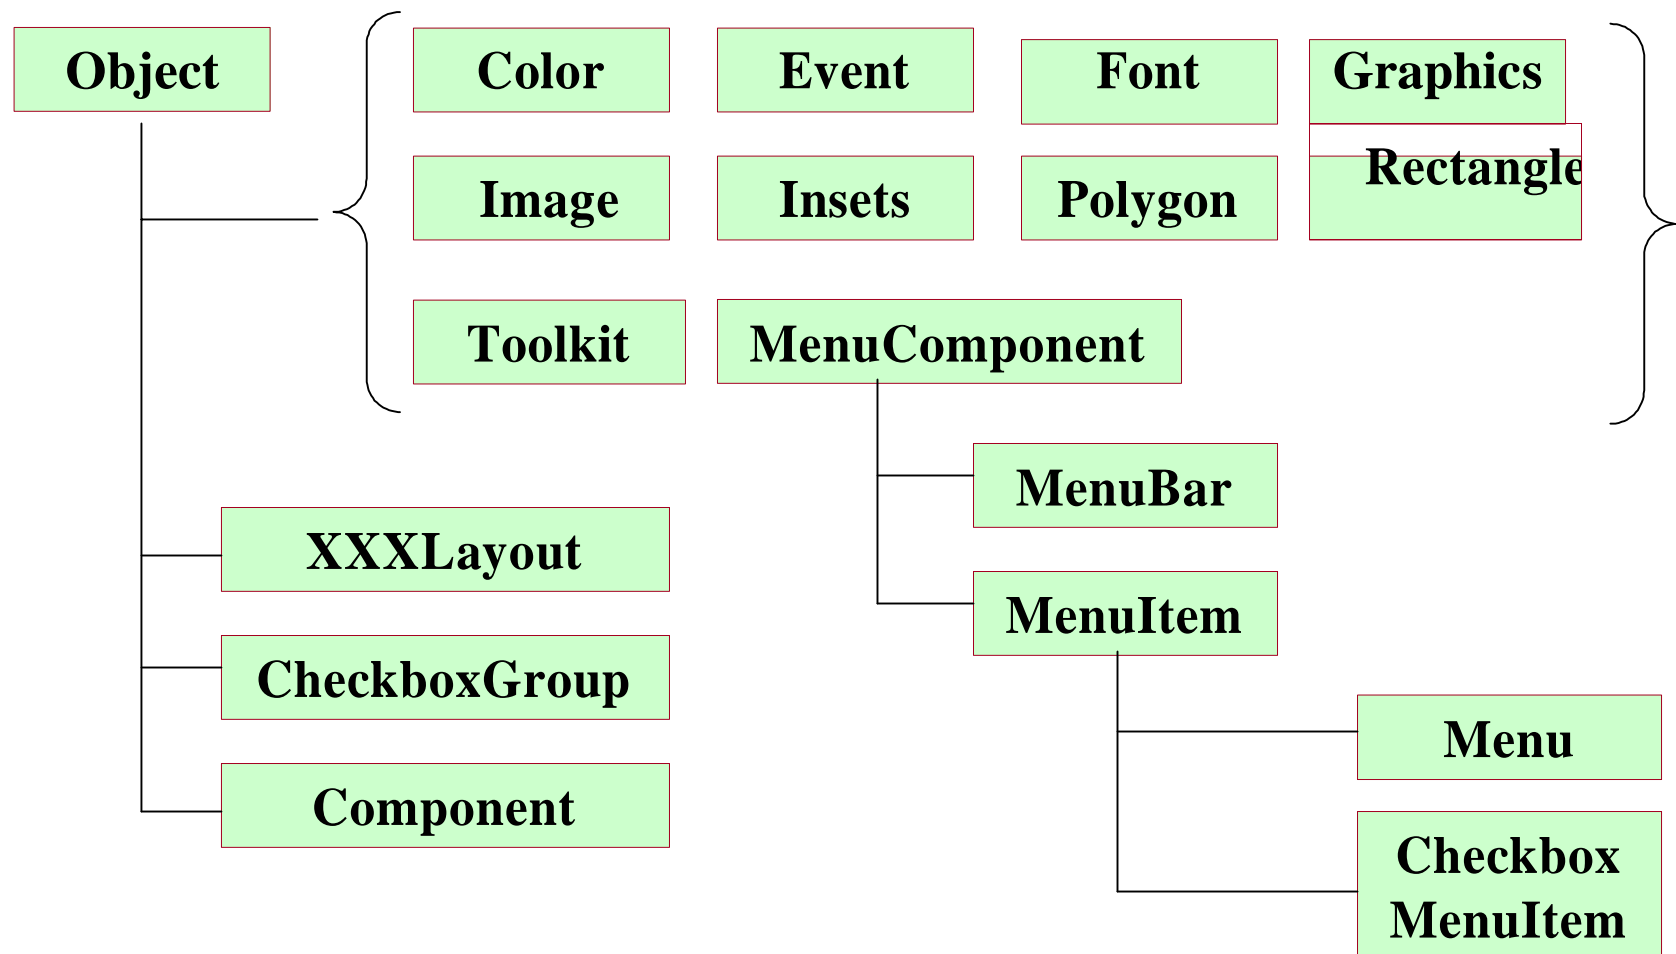 Object
Color
Event
Font
Graphics
Image
Insets
Polygon
Rectangle
Toolkit
MenuComponent
MenuBar
XXXLayout
MenuItem
CheckboxGroup
Menu
Component
Checkbox
MenuItem